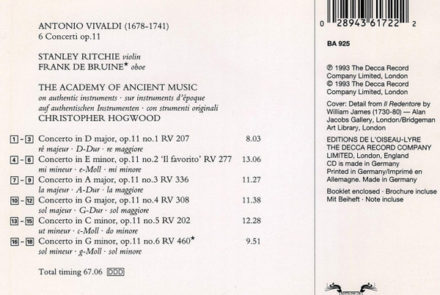 ANTONIO VIVALDI (1678-1741)
6 Concerti op.11
STANLEY RITCHIE violin
FRANK DE BRUINE* oboe
THE ACADEMY OF ANCIENT MUSIC
on authentic instruments · sur instruments d'époque
auf authentischen Instrumenten · con strumenti originali
CHRISTOPHER HOGWOOD
1 – 3 Concerto in D major, op.11 no.1 RV 207 8.03
ré majeur · D-Dur · re maggiore
4 – 6 Concerto in E minor, op.11 no.2 'Il favorito' RV 277 13.06
mi mineur · e-Moll · mi minore
7 – 9 Concerto in A major, op.11 no.3 RV 336 11.27
la majeur · A-Dur · la maggiore
10 – 12 Concerto in G major, op.11 no.4 RV 308 11.38
sol majeur · G-Dur · sol maggiore
13 – 15 Concerto in C minor, op.11 no.5 RV 202 12.28
ut mineur · c-Moll · do minore
16 – 18 Concerto in G minor, op.11 no.6 RV 460* 9.51
sol mineur · g-Moll · sol minore
Total timing 67.06 DDD
0 28943 61722 2
BA 925
℗ 1993 The Decca Record
Company Limited, London
© 1993 The Decca Record
Company Limited, London
Cover: Detail from Il Redentore by
William James (1730-80) — Alan
Jacobs Gallery, London/Bridgeman
Art Library, London
EDITIONS DE L'OISEAU-LYRE
THE DECCA RECORD COMPANY
LIMITED, London, England
CD is made in Germany
Printed in Germany/Imprimé en
Allemagne. Made in Germany
Booklet enclosed · Brochure incluse
Mit Beiheft · Note incluse